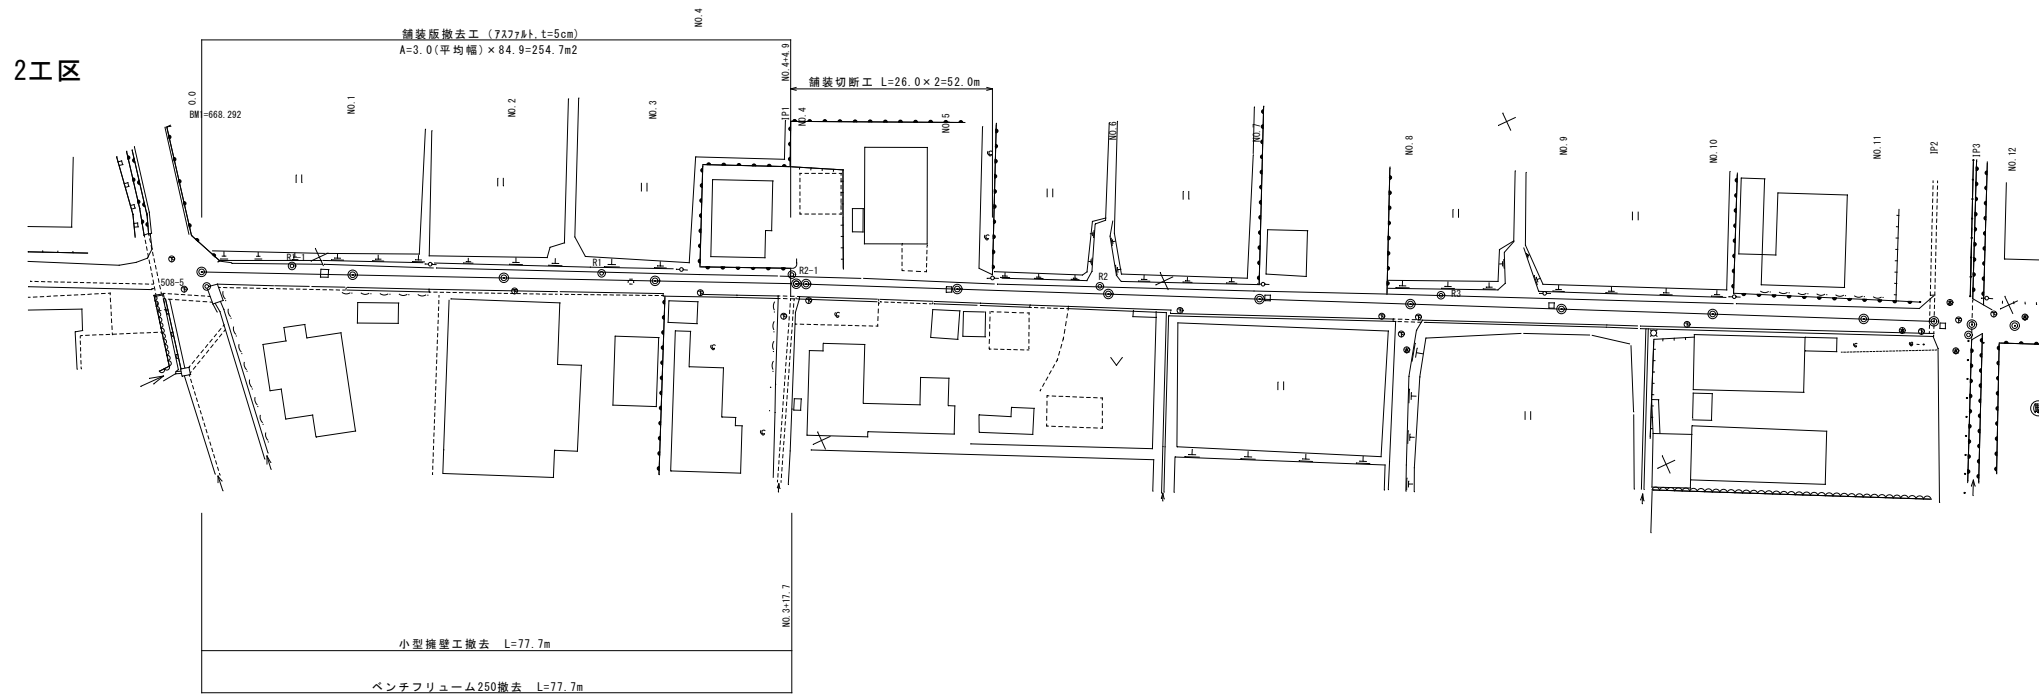 2工区
舗装版撤去工 (ｱｽﾌｧﾙﾄ, t=5cm)
A=3.0(平均幅)×84.9=254.7m2
NO.4
NO.4+4.9
舗装切断工 L=26.0×2=52.0m
0.0
BM1=668.292
NO.1
NO.2
NO.3
IP1
NO.4
NO.5
NO.6
NO.7
NO.8
NO.9
NO.10
NO.11
IP2
IP3
NO.12
R1-1
R1
R2-1
R2
R3
508-5
NO.3+17.7
小型擁壁工撤去 L=77.7m
ベンチフリューム250撤去 L=77.7m